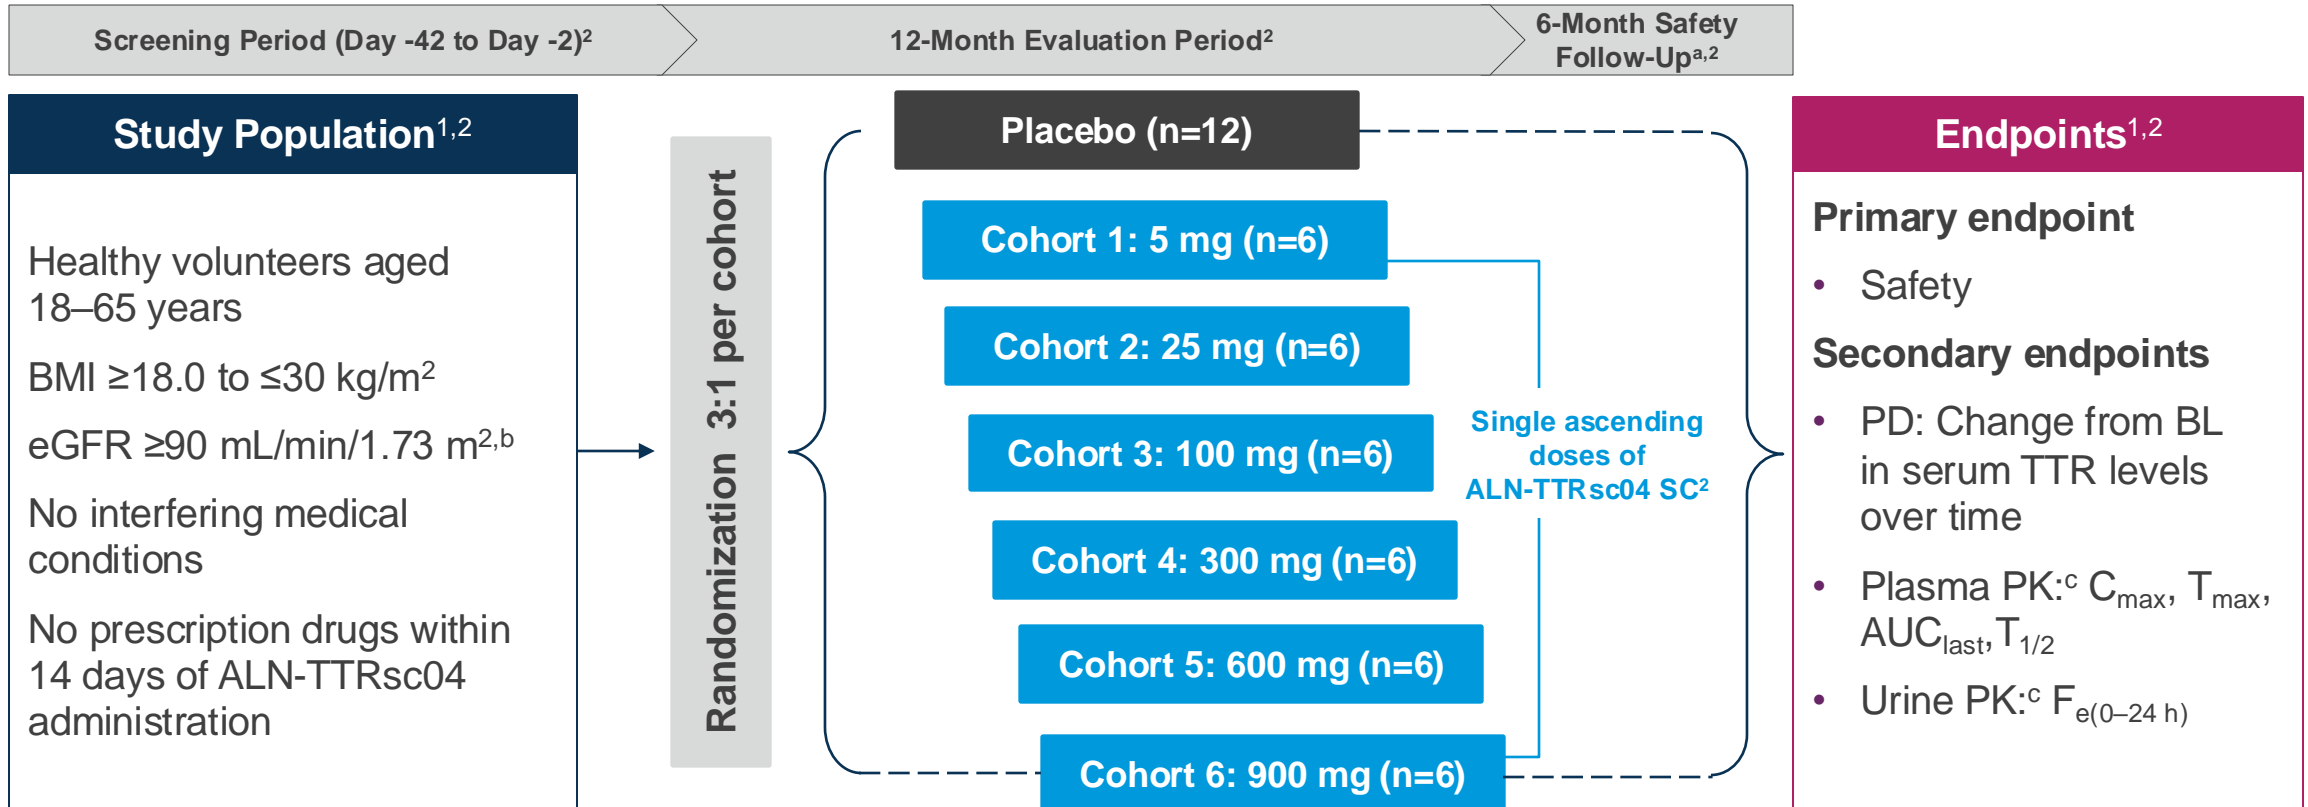 Screening Period (Day -42 to Day -2)²
12-Month Evaluation Period²
6-Month Safety
Follow-Upᵃ,²
Study Population¹,²
Healthy volunteers aged
18–65 years
BMI ≥18.0 to ≤30 kg/m²
eGFR ≥90 mL/min/1.73 m²,ᵇ
No interfering medical
conditions
No prescription drugs within
14 days of ALN-TTRsc04
administration
Randomization 3:1 per cohort
Placebo (n=12)
Cohort 1: 5 mg (n=6)
Cohort 2: 25 mg (n=6)
Cohort 3: 100 mg (n=6)
Cohort 4: 300 mg (n=6)
Cohort 5: 600 mg (n=6)
Cohort 6: 900 mg (n=6)
Single ascending
doses of
ALN-TTRsc04 SC²
Endpoints¹,²
Primary endpoint
• Safety
Secondary endpoints
• PD: Change from BL
in serum TTR levels
over time
• Plasma PK:ᶜ Cmax, Tmax,
AUClast,T1/2
• Urine PK:ᶜ Fe(0–24 h)